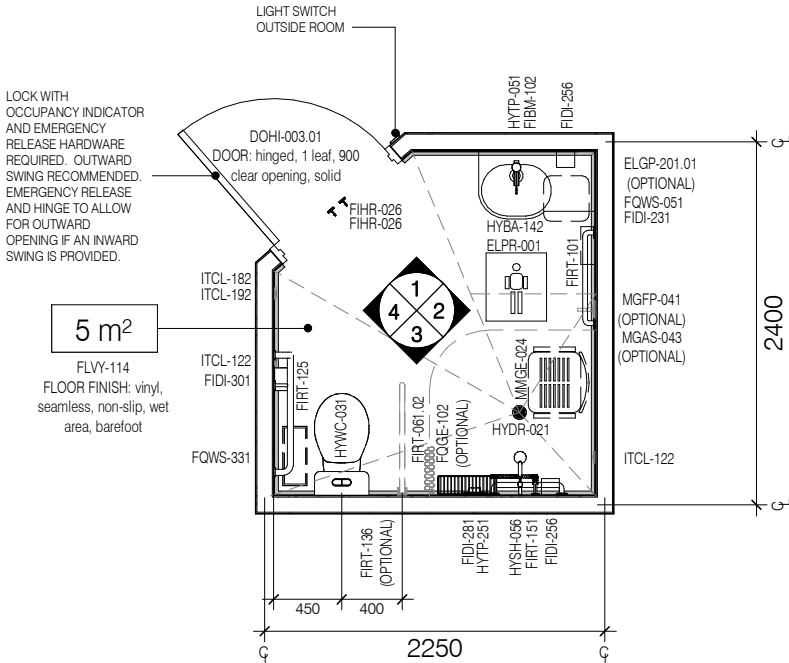 LIGHT SWITCH
OUTSIDE ROOM
LOCK WITH
OCCUPANCY INDICATOR
AND EMERGENCY
RELEASE HARDWARE
REQUIRED. OUTWARD
SWING RECOMMENDED.
EMERGENCY RELEASE
AND HINGE TO ALLOW
FOR OUTWARD
OPENING IF AN INWARD
SWING IS PROVIDED.
DOHI-003.01
DOOR: hinged, 1 leaf, 900
clear opening, solid
FIHR-026
FIHR-026
HYTP-051
FIBM-102
FIDI-256
ELGP-201.01
(OPTIONAL)
FQWS-051
FIDI-231
HYBA-142
ELPR-001
FIRT-101
ITCL-182
ITCL-192
1
2
3
4
5 m²
FLVY-114
FLOOR FINISH: vinyl,
seamless, non-slip, wet
area, barefoot
MGFP-041
(OPTIONAL)
MGAS-043
(OPTIONAL)
2400
ITCL-122
FIDI-301
FIRT-125
HYWC-031
FIRT-061.02
FQGE-102
(OPTIONAL)
MMGE-024
HYDR-021
FQWS-331
ITCL-122
FIRT-136
(OPTIONAL)
FIDI-281
HYTP-251
HYSH-056
FIRT-151
FIDI-256
450
400
2250
℄
℄
℄
℄